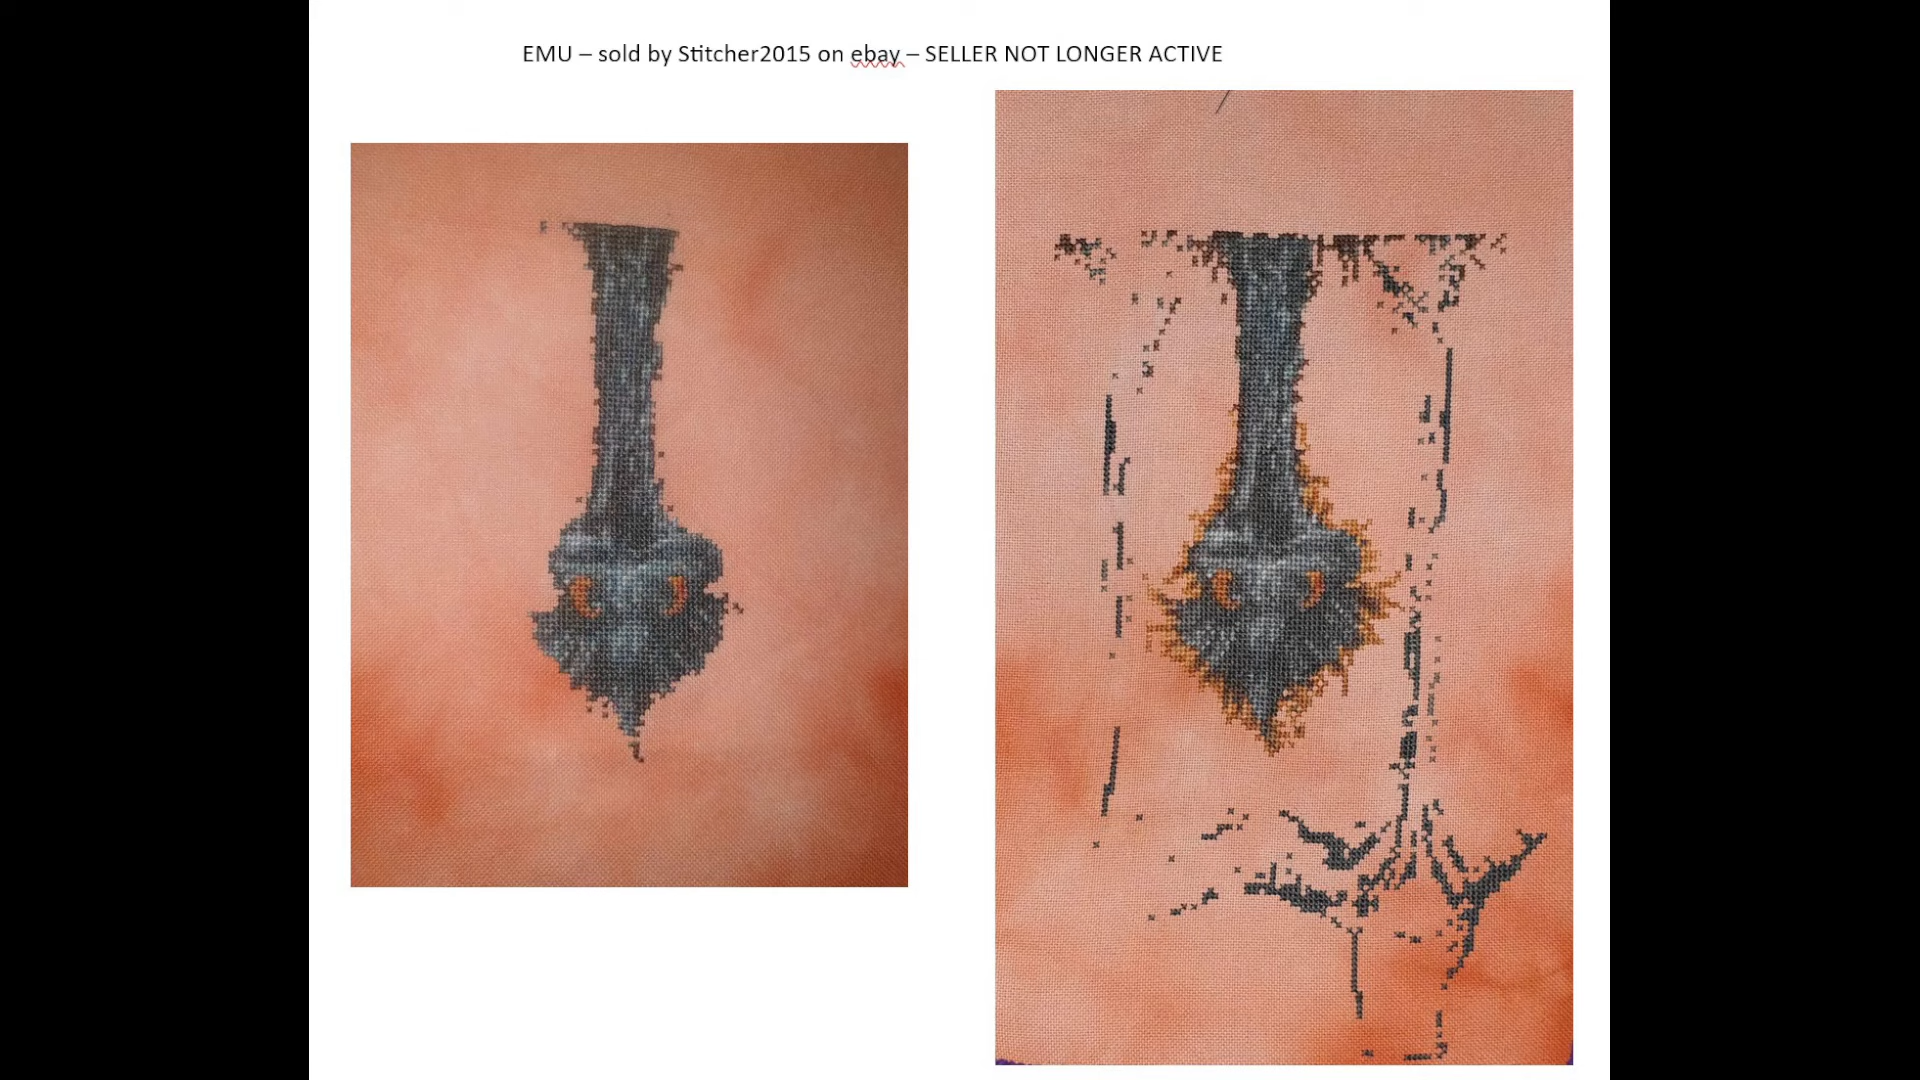 EMU – sold by Stitcher2015 on ebay – SELLER NOT LONGER ACTIVE